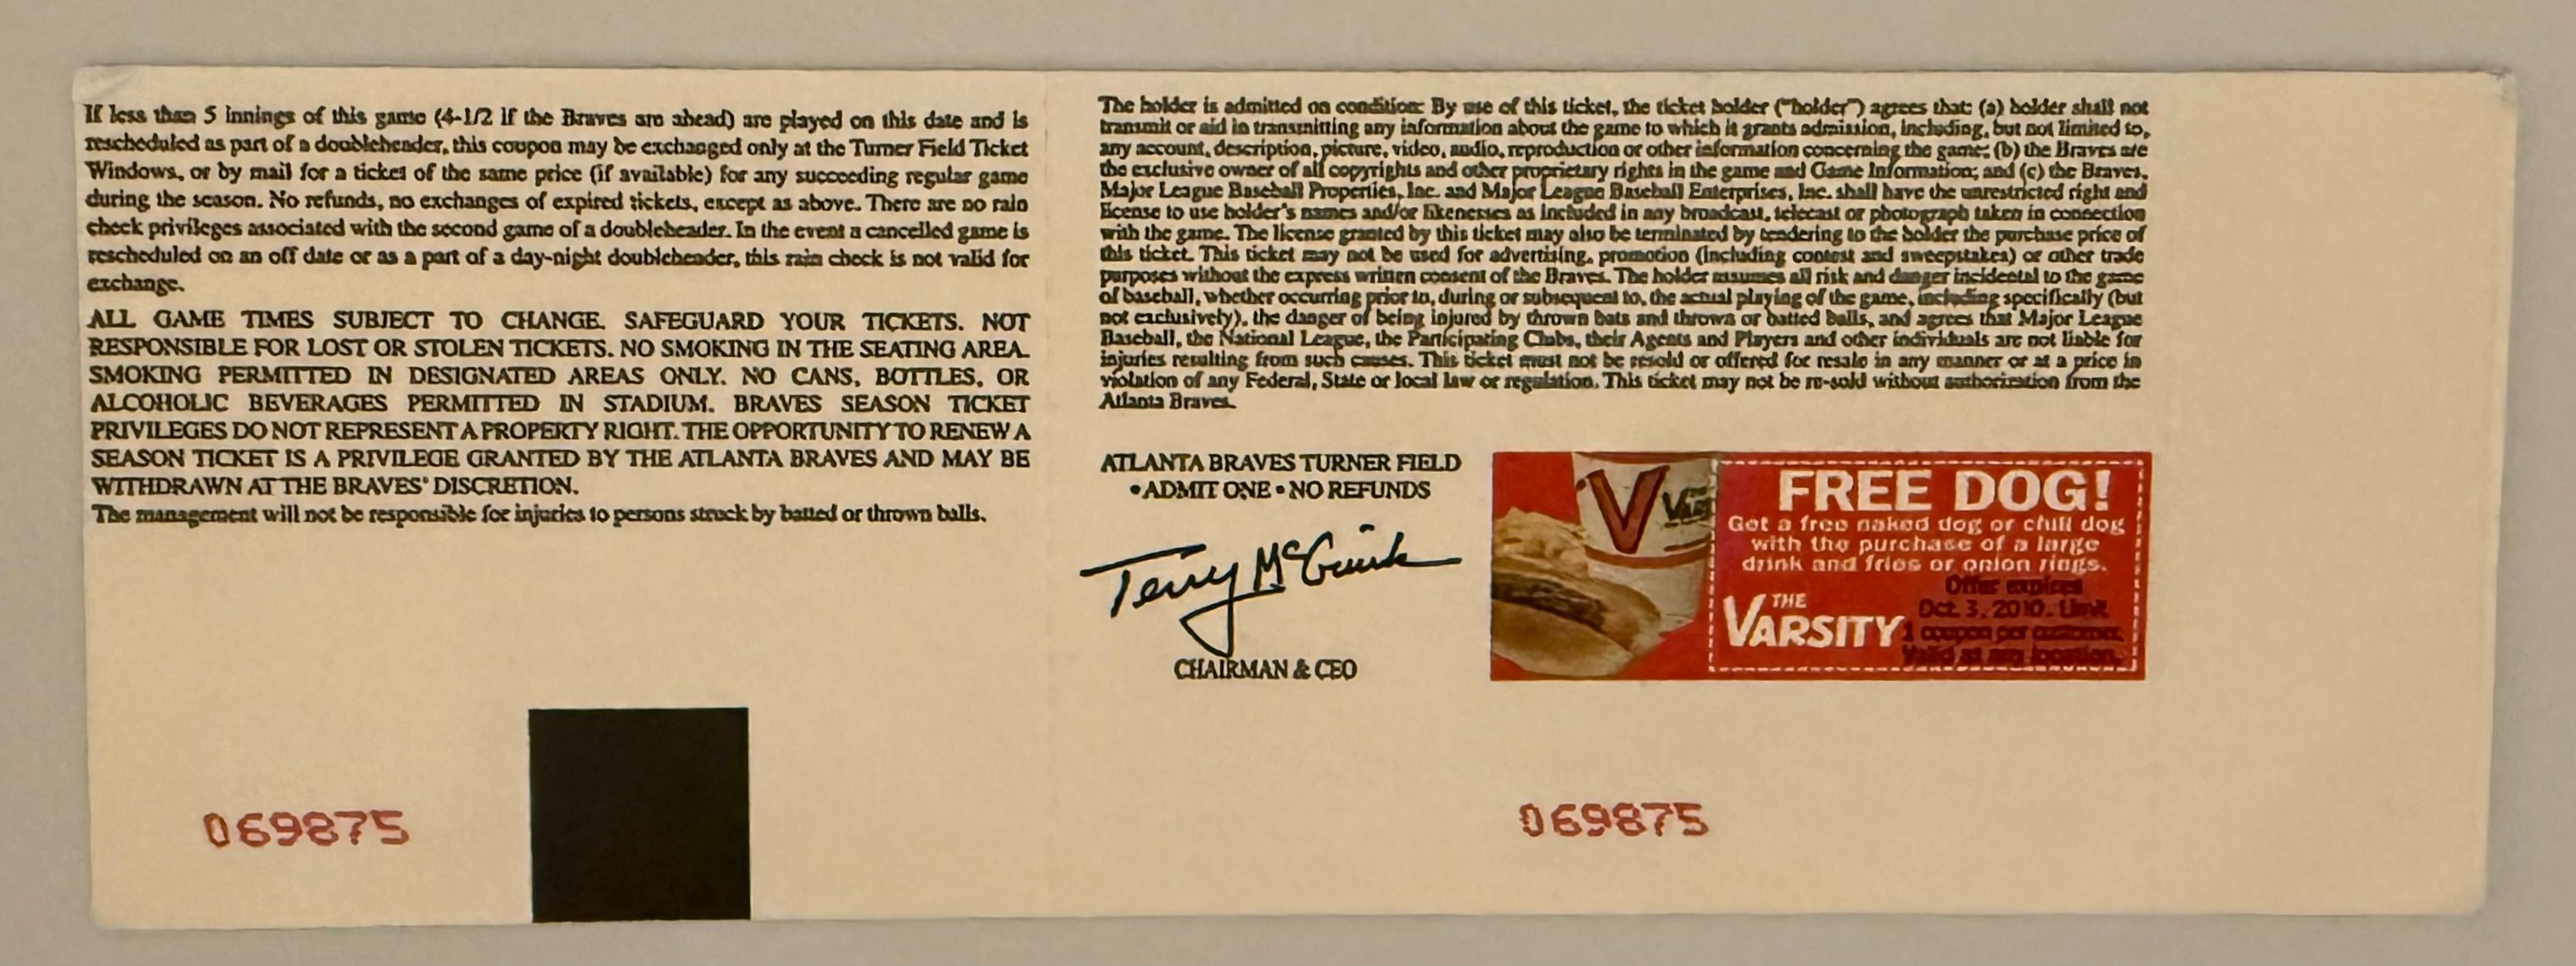 If less than 5 innings of this game (4-1/2 if the Braves are ahead) are played on this date and is
rescheduled as part of a doubleheader, this coupon may be exchanged only at the Turner Field Ticket
Windows, or by mail for a ticket of the same price (if available) for any succeeding regular game
during the season. No refunds, no exchanges of expired tickets, except as above. There are no rain
check privileges associated with the second game of a doubleheader. In the event a cancelled game is
rescheduled on an off date or as a part of a day-night doubleheader, this rain check is not valid for
exchange.
ALL GAME TIMES SUBJECT TO CHANGE. SAFEGUARD YOUR TICKETS. NOT
RESPONSIBLE FOR LOST OR STOLEN TICKETS. NO SMOKING IN THE SEATING AREA.
SMOKING PERMITTED IN DESIGNATED AREAS ONLY. NO CANS, BOTTLES, OR
ALCOHOLIC BEVERAGES PERMITTED IN STADIUM. BRAVES SEASON TICKET
PRIVILEGES DO NOT REPRESENT A PROPERTY RIGHT. THE OPPORTUNITY TO RENEW A
SEASON TICKET IS A PRIVILEGE GRANTED BY THE ATLANTA BRAVES AND MAY BE
WITHDRAWN AT THE BRAVES' DISCRETION.
The management will not be responsible for injuries to persons struck by batted or thrown balls.
069875
The holder is admitted on condition: By use of this ticket, the ticket holder ("holder") agrees that: (a) holder shall not
transmit or aid in transmitting any information about the game to which it grants admission, including, but not limited to,
any account, description, picture, video, audio, reproduction or other information concerning the game; (b) the Braves are
the exclusive owner of all copyrights and other proprietary rights in the game and Game Information; and (c) the Braves,
Major League Baseball Properties, Inc. and Major League Baseball Enterprises, Inc. shall have the unrestricted right and
license to use holder's names and/or likenesses as included in any broadcast, telecast or photograph taken in connection
with the game. The license granted by this ticket may also be terminated by tendering to the holder the purchase price of
this ticket. This ticket may not be used for advertising, promotion (including contest and sweepstakes) or other trade
purposes without the express written consent of the Braves. The holder assumes all risk and danger incidental to the game
of baseball, whether occurring prior to, during or subsequent to, the actual playing of the game, including specifically (but
not exclusively), the danger of being injured by thrown bats and thrown or batted balls, and agrees that Major League
Baseball, the National League, the Participating Clubs, their Agents and Players and other individuals are not liable for
injuries resulting from such causes. This ticket must not be resold or offered for resale in any manner or at a price in
violation of any Federal, State or local law or regulation. This ticket may not be re-sold without authorization from the
Atlanta Braves.
ATLANTA BRAVES TURNER FIELD
• ADMIT ONE • NO REFUNDS
Terry McGuirk
CHAIRMAN & CEO
V
FREE DOG!
Get a free naked dog or chili dog
with the purchase of a large
drink and fries or onion rings.
THE
VARSITY
Offer expires
Oct. 3, 2010. Limit
1 coupon per customer.
Valid at any location.
069875